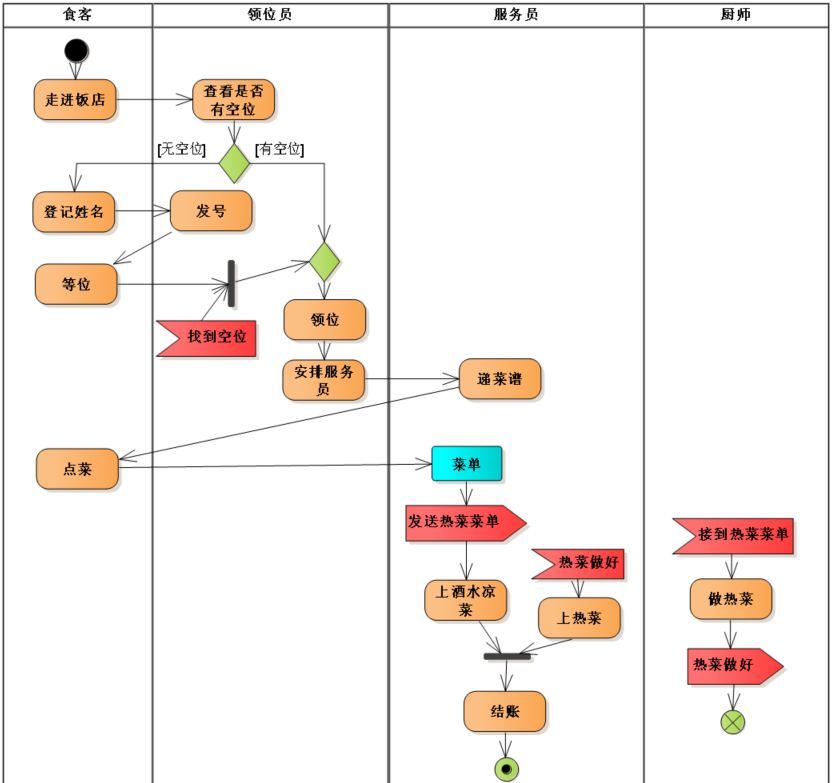 食客
领位员
服务员
厨师
走进饭店
查看是否
有空位
[无空位]
[有空位]
登记姓名
发号
等位
找到空位
领位
安排服务
员
递菜谱
点菜
菜单
发送热菜菜单
接到热菜菜单
热菜做好
上酒水凉
菜
上热菜
做热菜
热菜做好
结账